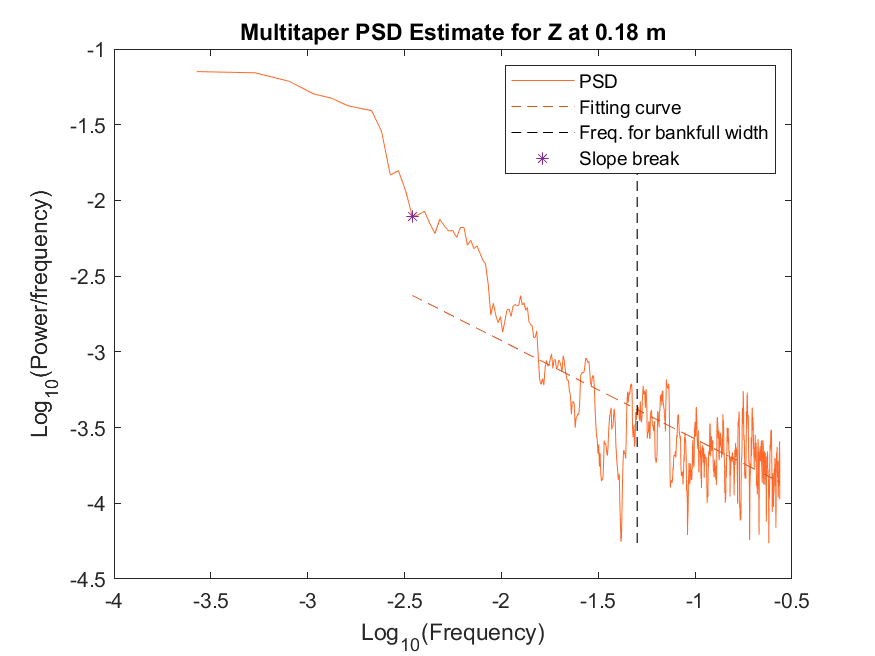 Multitaper PSD Estimate for Z at 0.18 m
-1
-1.5
-2
-2.5
-3
-3.5
-4
-4.5
Log10(Power/frequency)
PSD
Fitting curve
Freq. for bankfull width
Slope break
-4 -3.5 -3 -2.5 -2 -1.5 -1 -0.5
Log10(Frequency)